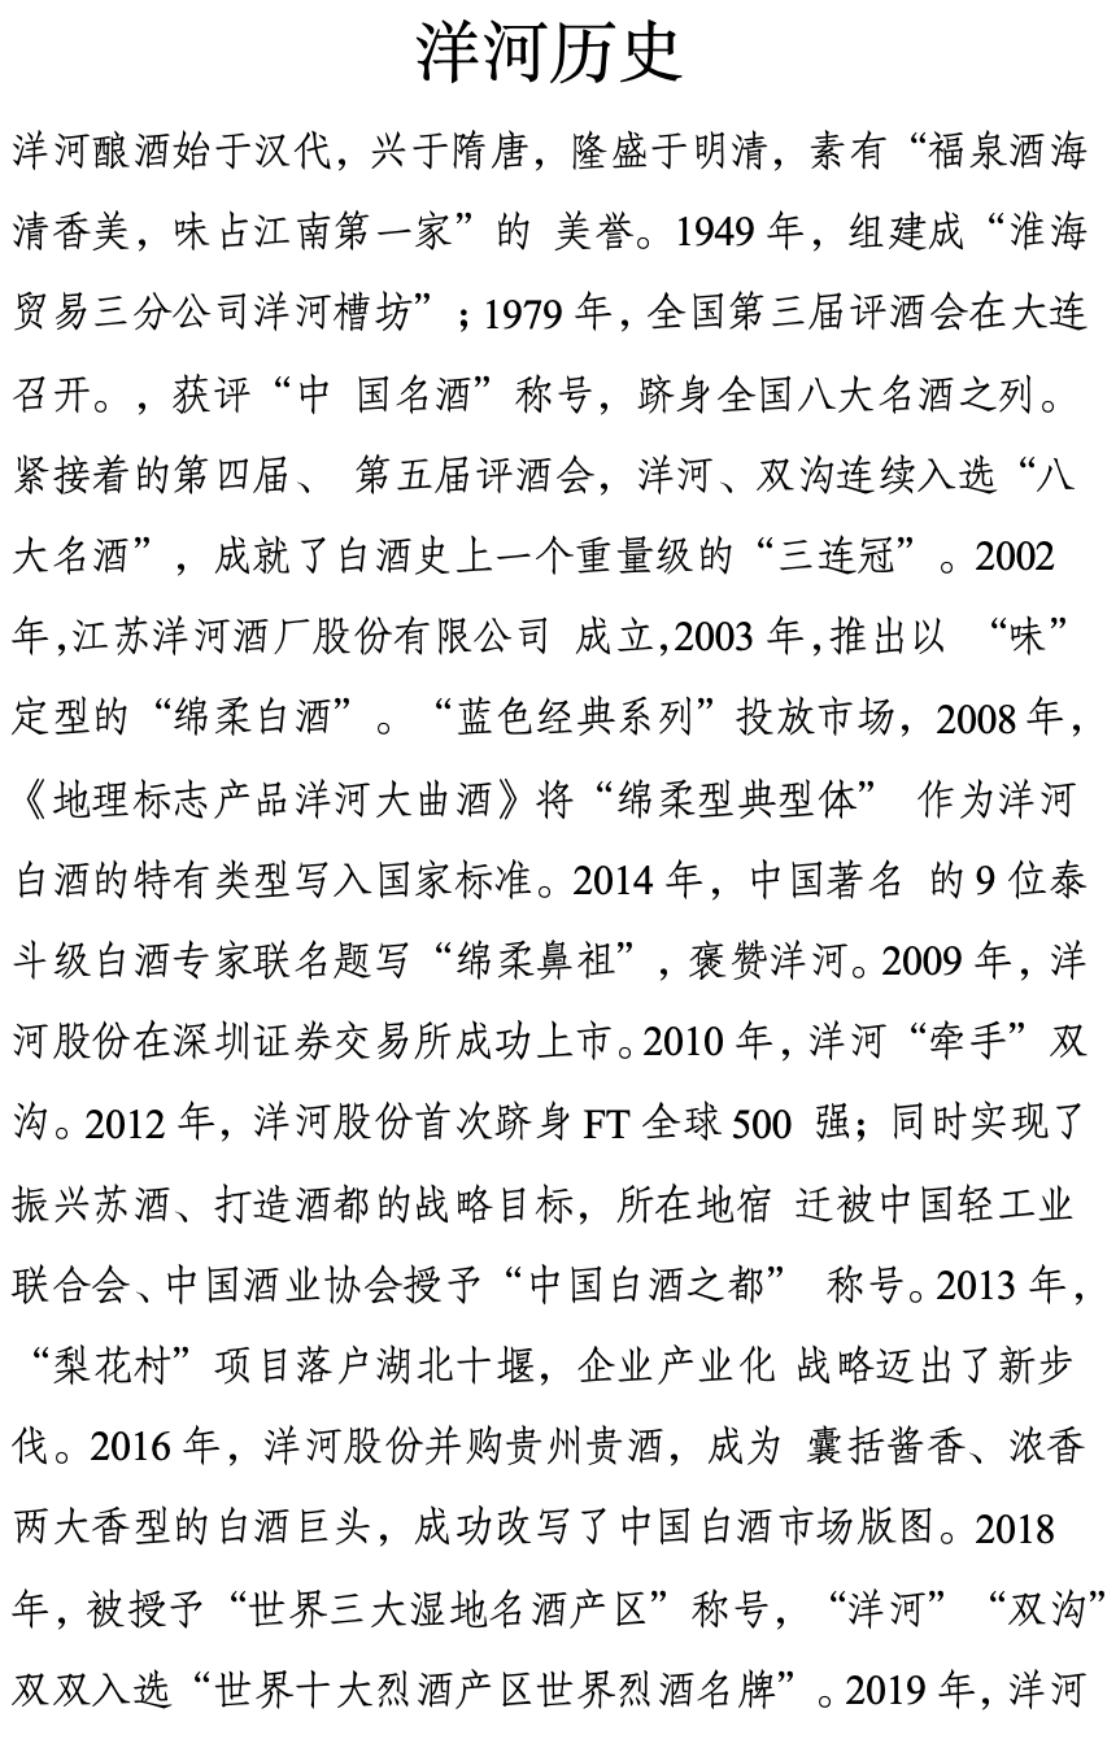 洋河历史
洋河酿酒始于汉代，兴于隋唐，隆盛于明清，素有“福泉酒海
清香美，味占江南第一家”的 美誉。1949 年，组建成“淮海
贸易三分公司洋河槽坊”；1979 年，全国第三届评酒会在大连
召开。，获评“中 国名酒”称号，跻身全国八大名酒之列。
紧接着的第四届、 第五届评酒会，洋河、双沟连续入选“八
大名酒”，成就了白酒史上一个重量级的“三连冠”。2002
年,江苏洋河酒厂股份有限公司 成立,2003 年,推出以 “味”
定型的“绵柔白酒”。“蓝色经典系列”投放市场，2008 年，
《地理标志产品洋河大曲酒》将“绵柔型典型体” 作为洋河
白酒的特有类型写入国家标准。2014 年，中国著名 的 9 位泰
斗级白酒专家联名题写“绵柔鼻祖”，褒赞洋河。2009 年，洋
河股份在深圳证券交易所成功上市。2010 年，洋河“牵手”双
沟。2012 年，洋河股份首次跻身 FT 全球 500 强；同时实现了
振兴苏酒、打造酒都的战略目标，所在地宿 迁被中国轻工业
联合会、中国酒业协会授予“中国白酒之都” 称号。2013 年，
“梨花村”项目落户湖北十堰，企业产业化 战略迈出了新步
伐。2016 年，洋河股份并购贵州贵酒，成为 囊括酱香、浓香
两大香型的白酒巨头，成功改写了中国白酒市场版图。2018
年，被授予“世界三大湿地名酒产区”称号，“洋河”“双沟”
双双入选“世界十大烈酒产区世界烈酒名牌”。2019 年，洋河